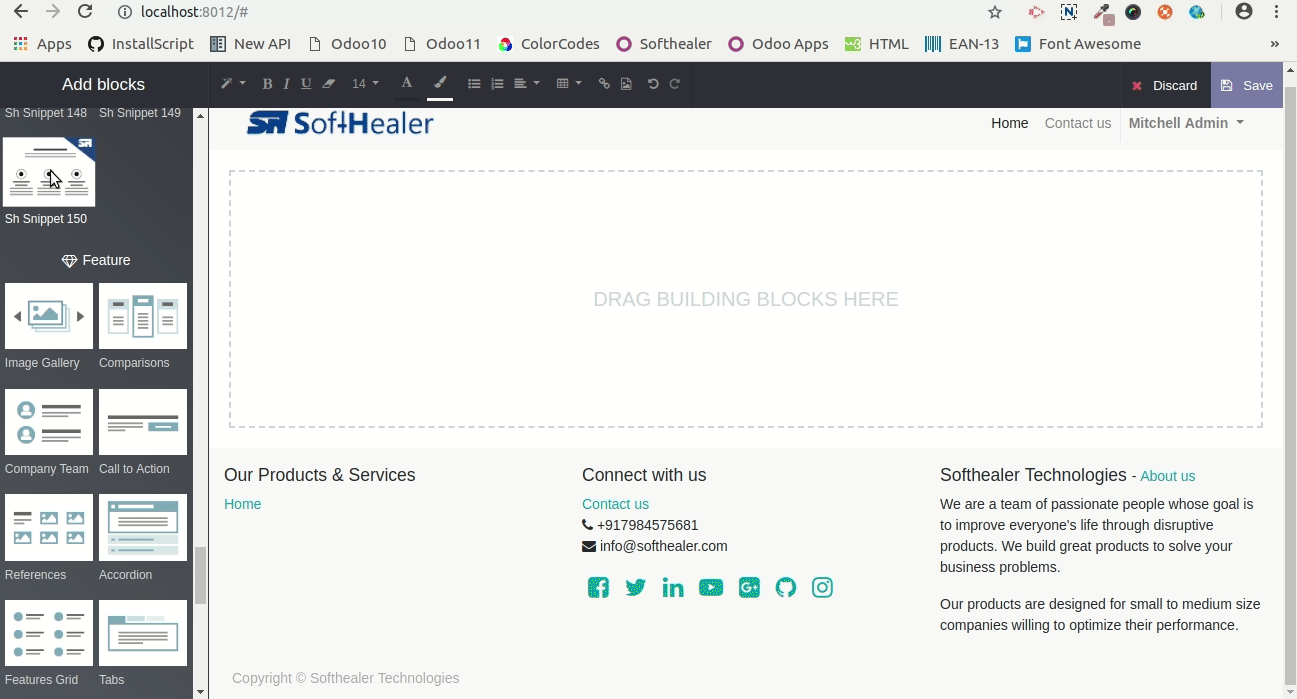 localhost:8012/#
Apps InstallScript New API Odoo10 Odoo11 ColorCodes Softhealer Odoo Apps HTML EAN-13 Font Awesome »
Add blocks
B I U 14 A
Discard Save
Sh Snippet 148 Sh Snippet 149
Sh Snippet 150
Feature
Image Gallery Comparisons
Company Team Call to Action
References Accordion
Features Grid Tabs
SoftHealer
Home Contact us Mitchell Admin
DRAG BUILDING BLOCKS HERE
Our Products & Services
Home
Connect with us
Contact us
+917984575681
info@softhealer.com
Softhealer Technologies - About us
We are a team of passionate people whose goal is
to improve everyone's life through disruptive
products. We build great products to solve your
business problems.
Our products are designed for small to medium size
companies willing to optimize their performance.
Copyright © Softhealer Technologies